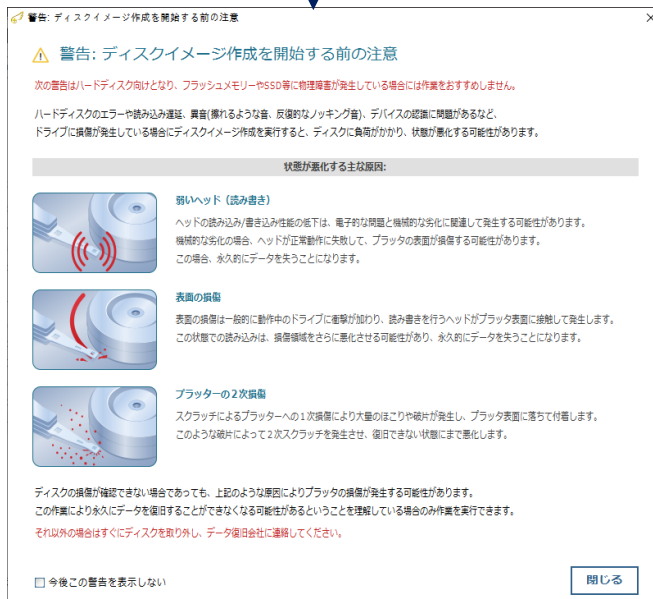 警告: ディスクイメージ作成を開始する前の注意
警告: ディスクイメージ作成を開始する前の注意
次の警告はハードディスク向けとなり、フラッシュメモリーやSSD等に物理障害が発生している場合には作業をおすすめしません。
ハードディスクのエラーや読み込み遅延、異音(擦れるような音、反復的なノッキング音)、デバイスの認識に問題があるなど、
ドライブに損傷が発生している場合にディスクイメージ作成を実行すると、ディスクに負荷がかかり、状態が悪化する可能性があります。
状態が悪化する主な原因:
弱いヘッド（読み書き）
ヘッドの読み込み/書き込み性能の低下は、電子的な問題と機械的な劣化に関連して発生する可能性があります。
機械的な劣化の場合、ヘッドが正常動作に失敗して、プラッタの表面が損傷する可能性があります。
この場合、永久的にデータを失うことになります。
表面の損傷
表面の損傷は一般的に動作中のドライブに衝撃が加わり、読み書きを行うヘッドがプラッタ表面に接触して発生します。
この状態での読み込みは、損傷領域をさらに悪化させる可能性があり、永久的にデータを失うことになります。
プラッターの２次損傷
スクラッチによるプラッターへの１次損傷により大量のほこりや破片が発生し、プラッタ表面に落ちて付着します。
このような破片によって２次スクラッチを発生させ、復旧できない状態にまで悪化します。
ディスクの損傷が確認できない場合であっても、上記のような原因によりプラッタの損傷が発生する可能性があります。
この作業により永久にデータを復旧することができなくなる可能性があるということを理解している場合のみ作業を実行できます。
それ以外の場合はすぐにディスクを取り外し、データ復旧会社に連絡してください。
今後この警告を表示しない
閉じる